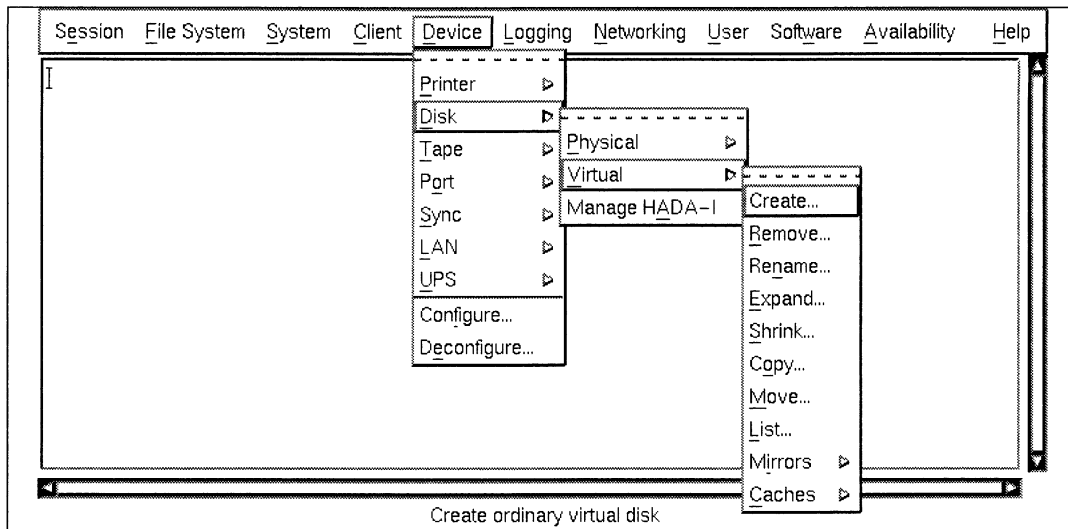 Session File System System Client Device Logging Networking User Software Availability Help
Printer
Disk
Tape
Port
Sync
LAN
UPS
Configure...
Deconfigure...
Physical
Virtual
Manage HADA-I
Create...
Remove...
Rename...
Expand...
Shrink...
Copy...
Move...
List...
Mirrors
Caches
Create ordinary virtual disk